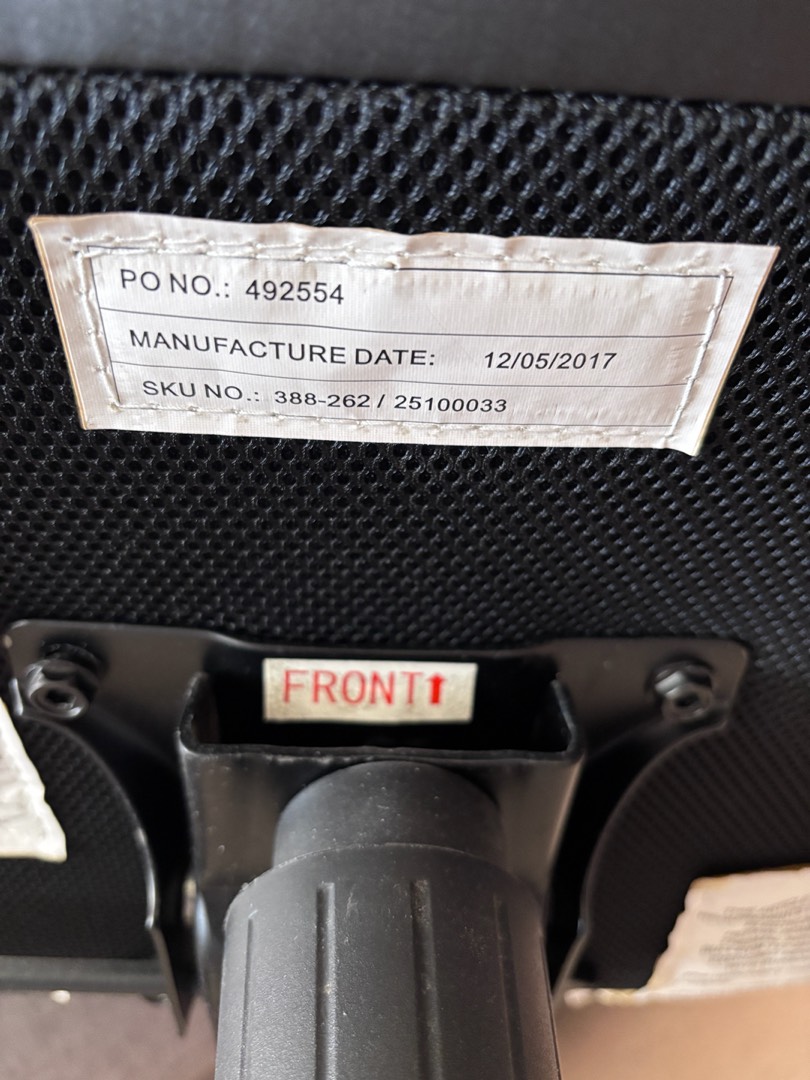 PO NO.: 492554
MANUFACTURE DATE: 12/05/2017
SKU NO.: 388-262 / 25100033
FRONT↑